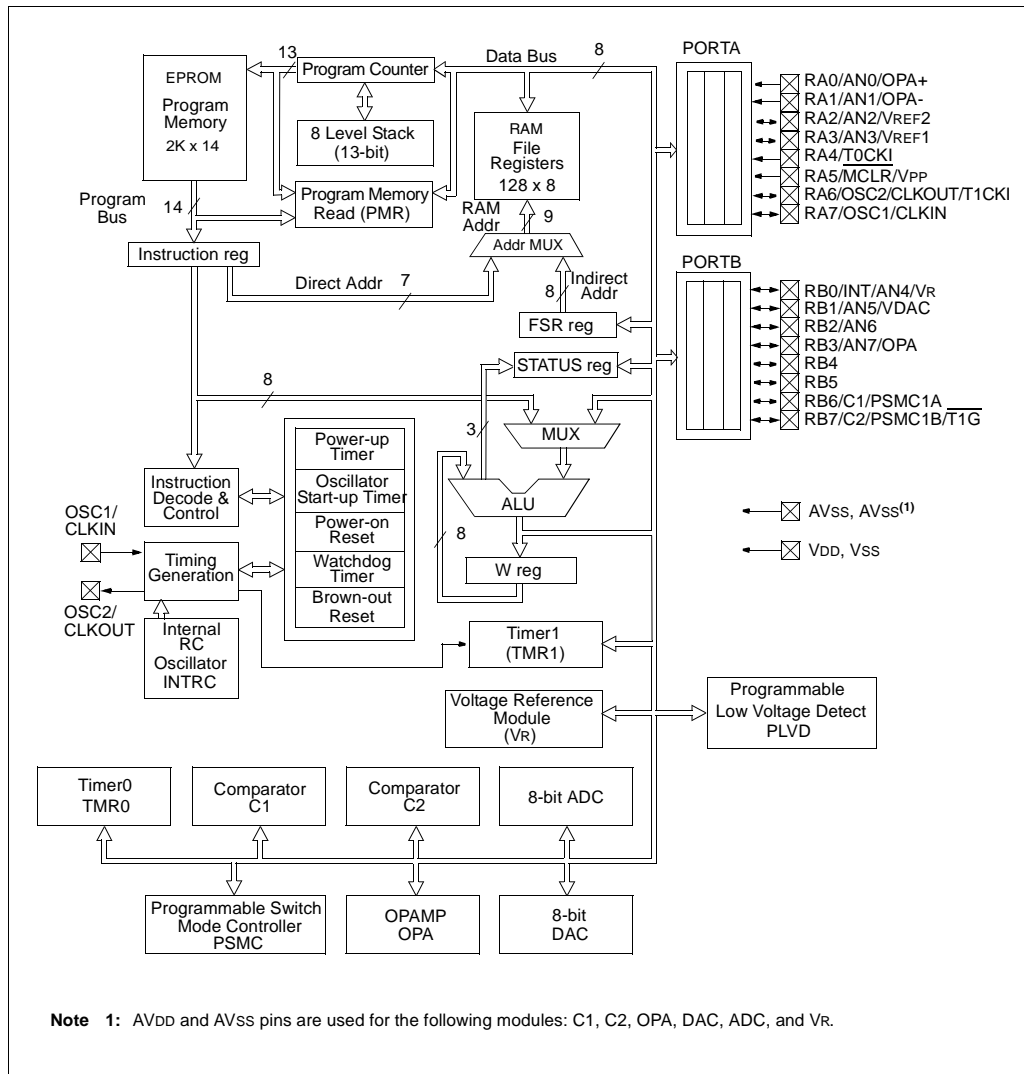 EPROM
Program
Memory
2K x 14
13
Program Counter
8 Level Stack
(13-bit)
Program Memory
Read (PMR)
Data Bus
8
RAM
File
Registers
128 x 8
RAM
Addr
9
Addr MUX
Program
Bus
14
Instruction reg
Direct Addr
7
8
Indirect
Addr
FSR reg
STATUS reg
8
3
MUX
ALU
8
W reg
Power-up
Timer
Oscillator
Start-up Timer
Power-on
Reset
Watchdog
Timer
Brown-out
Reset
Instruction
Decode &
Control
OSC1/
CLKIN
Timing
Generation
OSC2/
CLKOUT
Internal
RC
Oscillator
INTRC
Timer1
(TMR1)
Voltage Reference
Module
(VR)
Programmable
Low Voltage Detect
PLVD
PORTA
RA0/AN0/OPA+
RA1/AN1/OPA-
RA2/AN2/VREF2
RA3/AN3/VREF1
RA4/T0CKI
RA5/MCLR/VPP
RA6/OSC2/CLKOUT/T1CKI
RA7/OSC1/CLKIN
PORTB
RB0/INT/AN4/VR
RB1/AN5/VDAC
RB2/AN6
RB3/AN7/OPA
RB4
RB5
RB6/C1/PSMC1A
RB7/C2/PSMC1B/T1G
AVSS, AVSS(1)
VDD, VSS
Timer0
TMR0
Comparator
C1
Comparator
C2
8-bit ADC
Programmable Switch
Mode Controller
PSMC
OPAMP
OPA
8-bit
DAC
Note 1: AVDD and AVSS pins are used for the following modules: C1, C2, OPA, DAC, ADC, and VR.